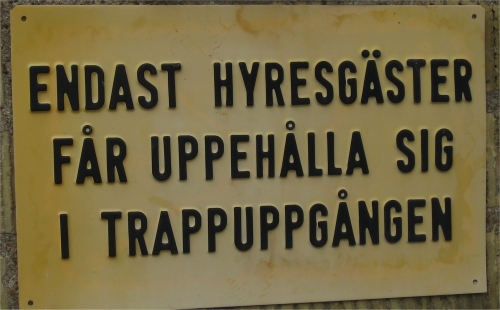 ENDAST HYRESGÄSTER
FÅR UPPEHÅLLA SIG
I TRAPPUPPGÅNGEN